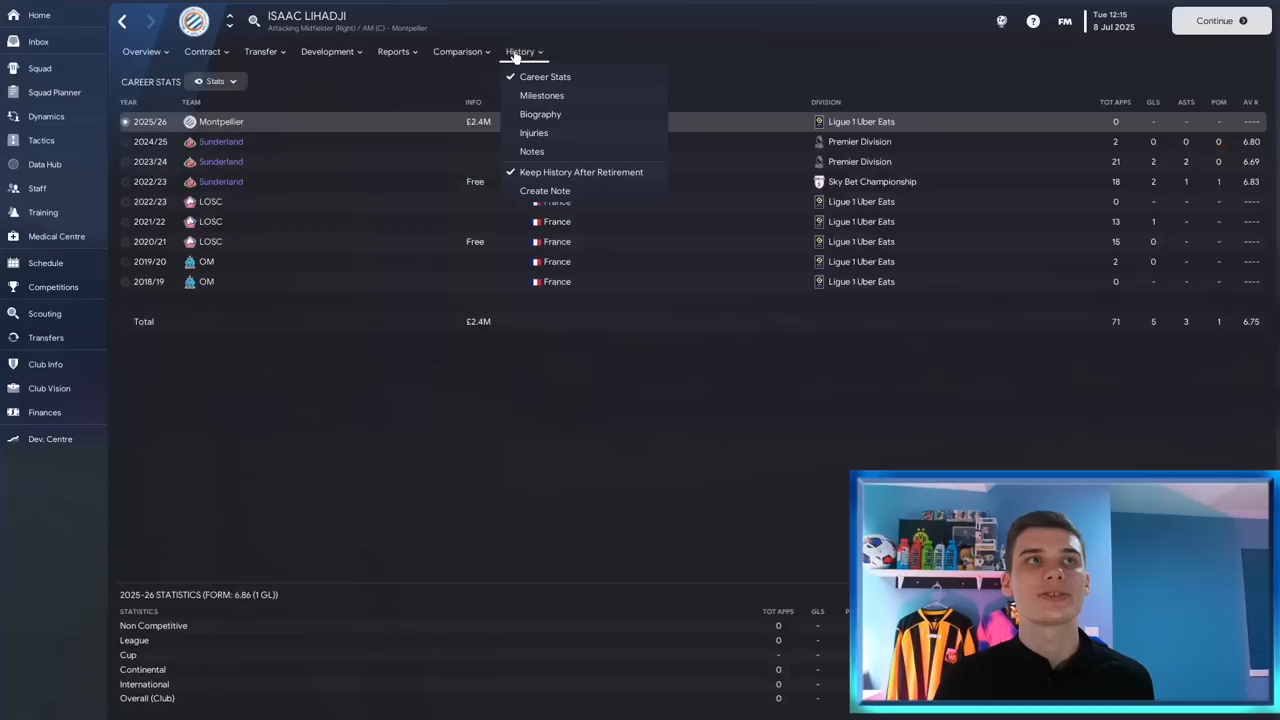 Home
Inbox
Squad
Squad Planner
Dynamics
Tactics
Data Hub
Staff
Training
Medical Centre
Schedule
Competitions
Scouting
Transfers
Club Info
Club Vision
Finances
Dev. Centre
ISAAC LIHADJI
Attacking Midfielder (Right) / AM (C) - Montpellier
FM
Tue 12:15
8 Jul 2025
Continue
Overview Contract Transfer Development Reports Comparison History
CAREER STATS Stats
Career Stats
Milestones
Biography
Injuries
Notes
Keep History After Retirement
Create Note
YEAR TEAM INFO DIVISION TOT APPS GLS ASTS POM AV R
2025/26 Montpellier £2.4M Ligue 1 Uber Eats 0 - - - ----
2024/25 Sunderland Premier Division 2 0 0 0 6.80
2023/24 Sunderland Premier Division 21 2 2 0 6.69
2022/23 Sunderland Free Sky Bet Championship 18 2 1 1 6.83
2022/23 LOSC France Ligue 1 Uber Eats 0 - - - ----
2021/22 LOSC France Ligue 1 Uber Eats 13 1 - - ----
2020/21 LOSC Free France Ligue 1 Uber Eats 15 0 - - ----
2019/20 OM France Ligue 1 Uber Eats 2 0 - - ----
2018/19 OM France Ligue 1 Uber Eats 0 - - - ----
Total £2.4M 71 5 3 1 6.75
2025-26 STATISTICS (FORM: 6.86 (1 GL))
STATISTICS TOT APPS GLS
Non Competitive 0 -
League 0 -
Cup - -
Continental 0 -
International 0 -
Overall (Club) 0 -